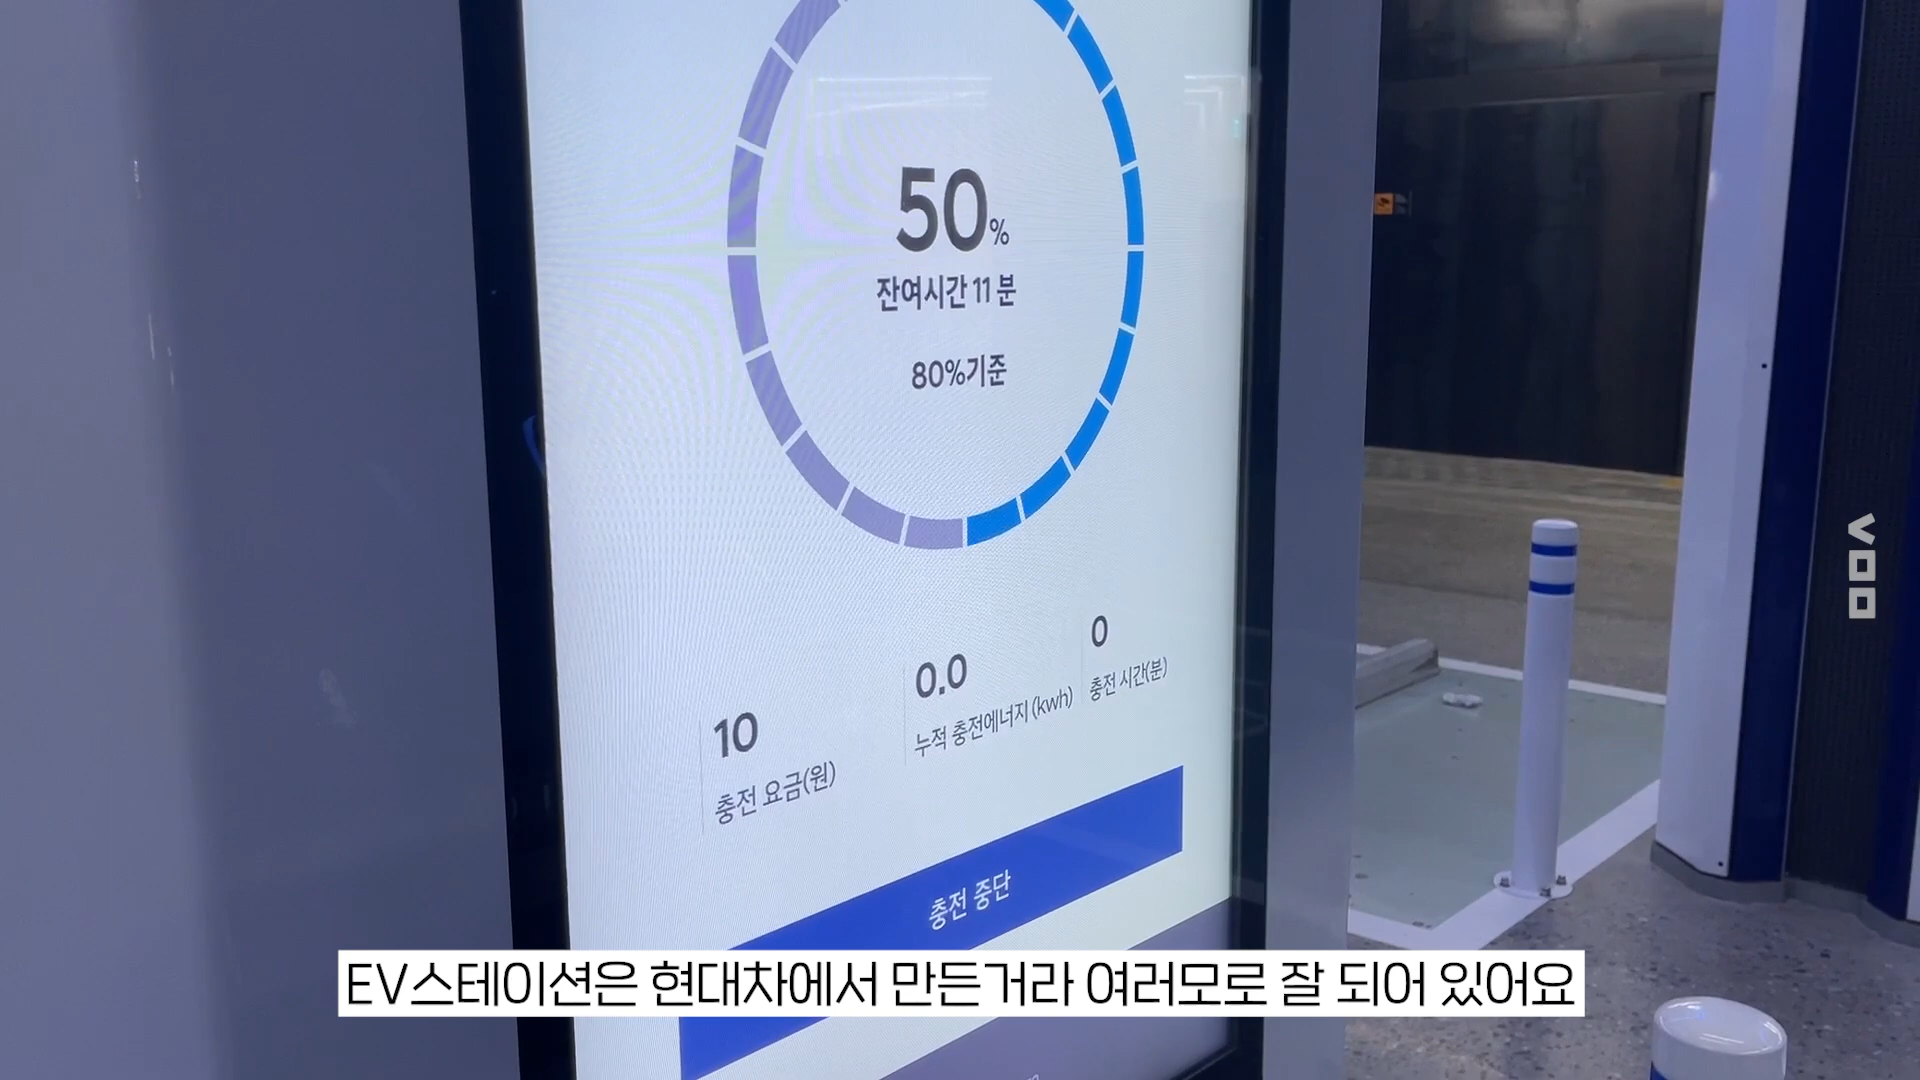 50%
잔여시간 11 분
80%기준
10
충전 요금(원)
0.0
누적 충전에너지 (kwh)
0
충전 시간(분)
충전 중단
EV스테이션은 현대차에서 만든거라 여러모로 잘 되어 있어요
VOO